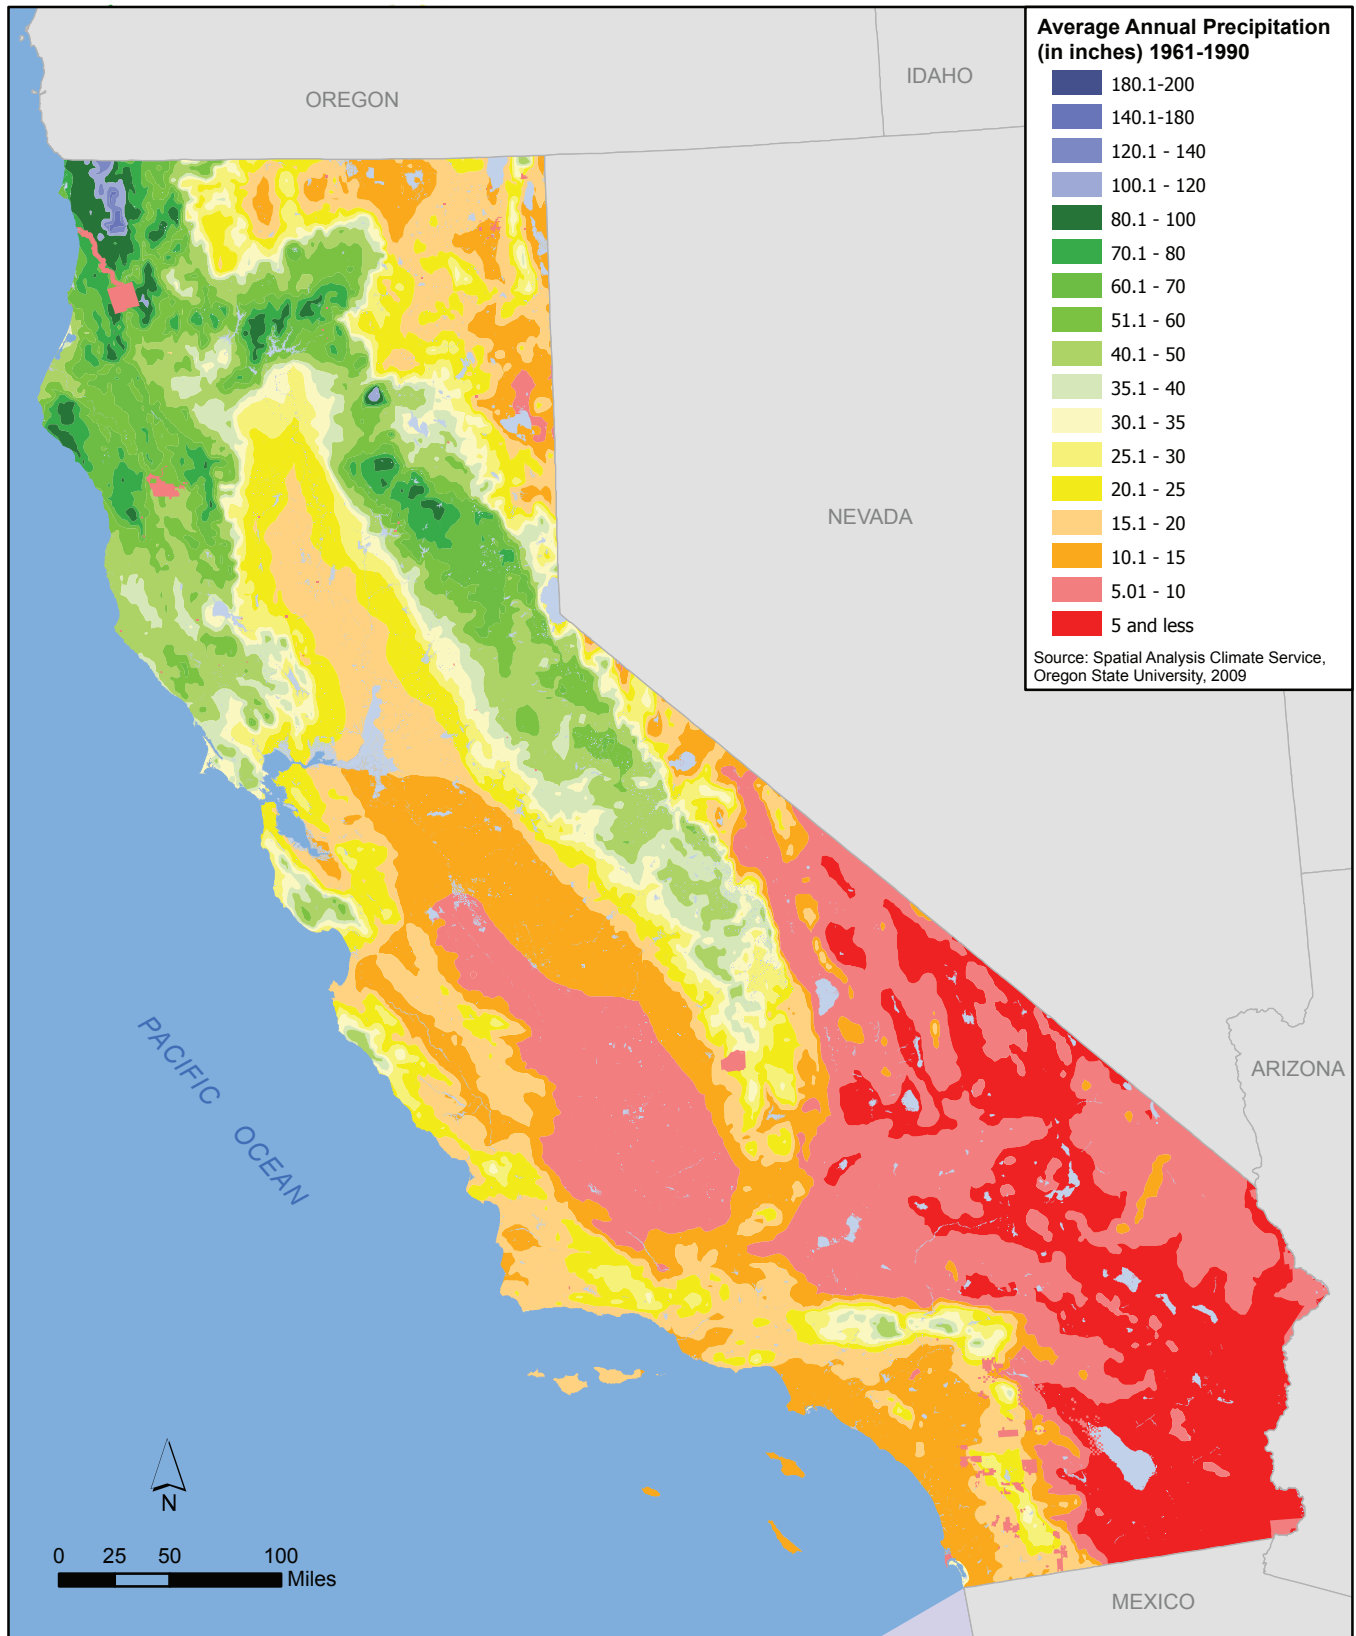 Average Annual Precipitation
(in inches) 1961-1990
180.1-200
140.1-180
120.1 - 140
100.1 - 120
80.1 - 100
70.1 - 80
60.1 - 70
51.1 - 60
40.1 - 50
35.1 - 40
30.1 - 35
25.1 - 30
20.1 - 25
15.1 - 20
10.1 - 15
5.01 - 10
5 and less
Source: Spatial Analysis Climate Service,
Oregon State University, 2009
OREGON
IDAHO
NEVADA
ARIZONA
PACIFIC
OCEAN
N
0 25 50 100
Miles
MEXICO